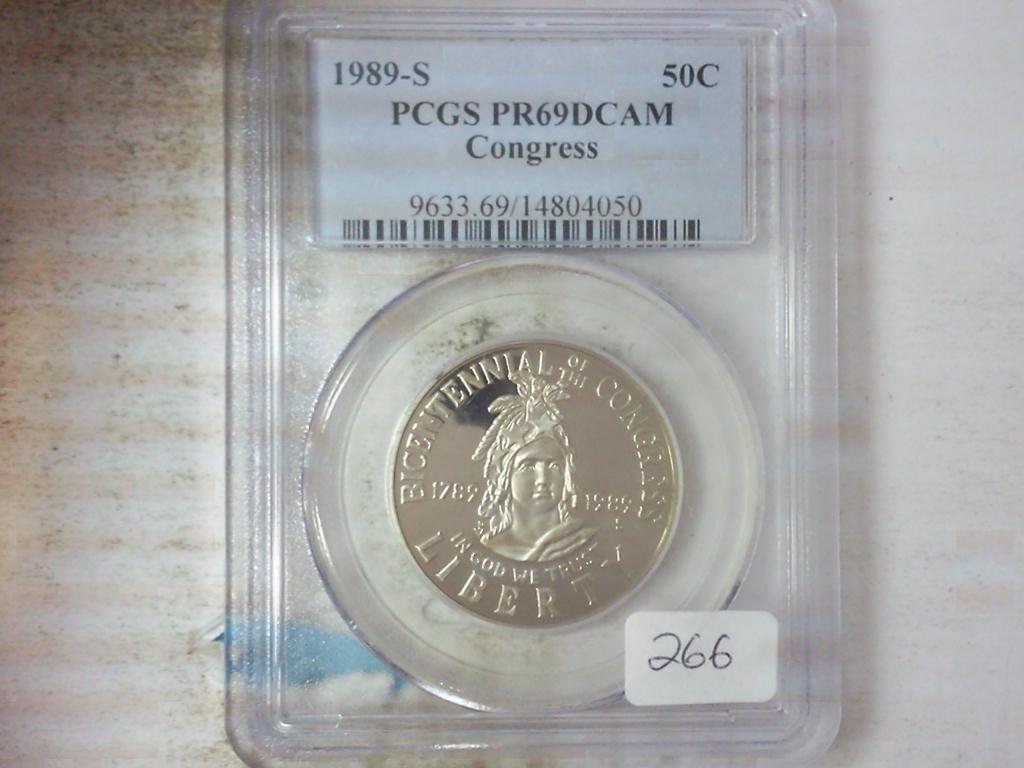 1989-S 50C
PCGS PR69DCAM
Congress
9633.69/14804050
BICENTENNIAL OF THE CONGRESS
1789 1989
S
IN GOD WE TRUST
LIBERTY
266